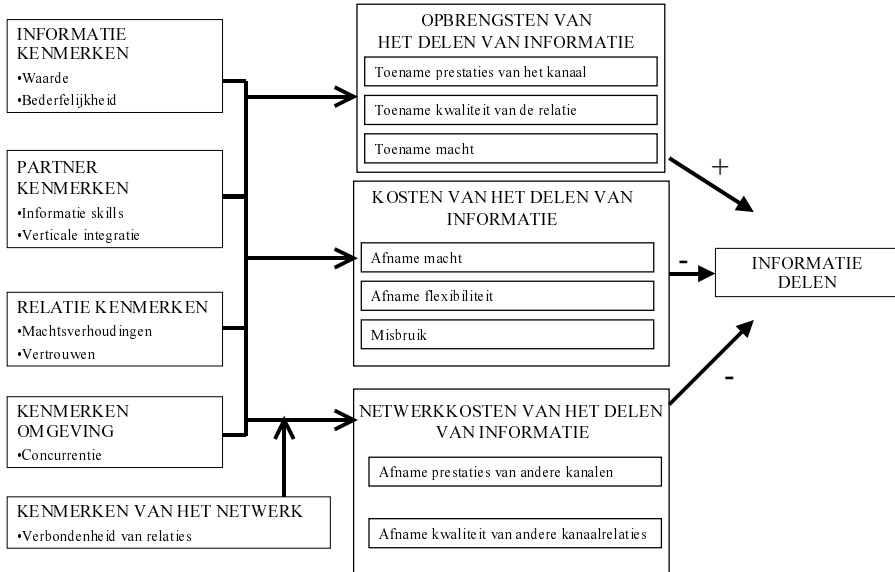 INFORMATIE
KENMERKEN
•Waarde
•Bederfelijkheid
PARTNER
KENMERKEN
•Informatie skills
•Verticale integratie
RELATIE KENMERKEN
•Machtsverhoudingen
•Vertrouwen
KENMERKEN
OMGEVING
•Concurrentie
KENMERKEN VAN HET NETWERK
•Verbondenheid van relaties
OPBRENGSTEN VAN
HET DELEN VAN INFORMATIE
Toename prestaties van het kanaal
Toename kwaliteit van de relatie
Toename macht
KOSTEN VAN HET DELEN VAN
INFORMATIE
Afname macht
Afname flexibiliteit
Misbruik
NETWERKKOSTEN VAN HET DELEN
VAN INFORMATIE
Afname prestaties van andere kanalen
Afname kwaliteit van andere kanaalrelaties
+
-
-
INFORMATIE
DELEN